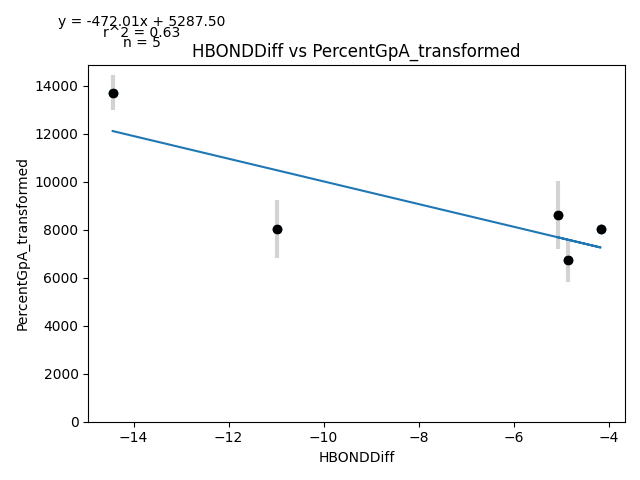 y = -472.01x + 5287.50
r^2 = 0.63
n = 5
HBONDDiff vs PercentGpA_transformed
14000
12000
10000
8000
6000
4000
2000
0
PercentGpA_transformed
−14 −12 −10 −8 −6 −4
HBONDDiff